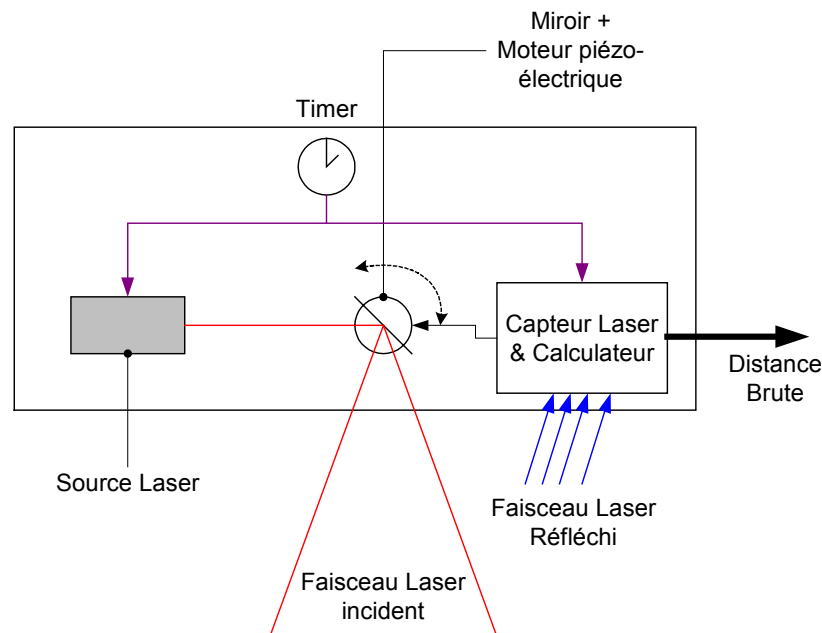 Miroir +
Moteur piézo-
électrique
Timer
Capteur Laser
& Calculateur
Distance
Brute
Source Laser
Faisceau Laser
Réfléchi
Faisceau Laser
incident